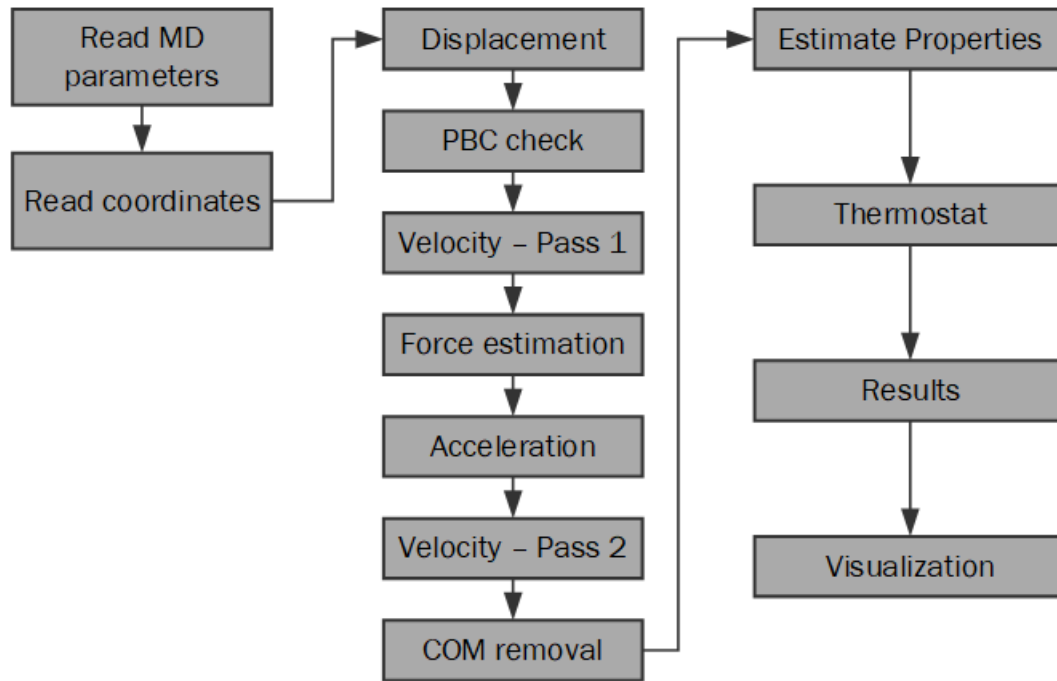 Read MD
parameters
Read coordinates
Displacement
PBC check
Velocity – Pass 1
Force estimation
Acceleration
Velocity – Pass 2
COM removal
Estimate Properties
Thermostat
Results
Visualization